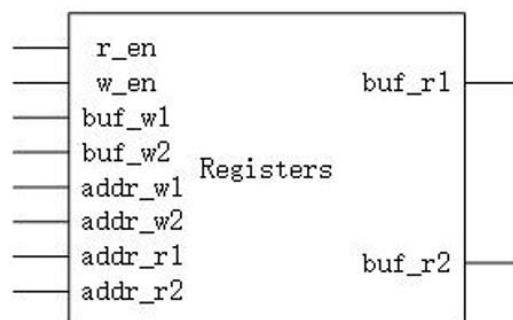 r_en
w_en
buf_w1
buf_w2
addr_w1
addr_w2
addr_r1
addr_r2
Registers
buf_r1
buf_r2